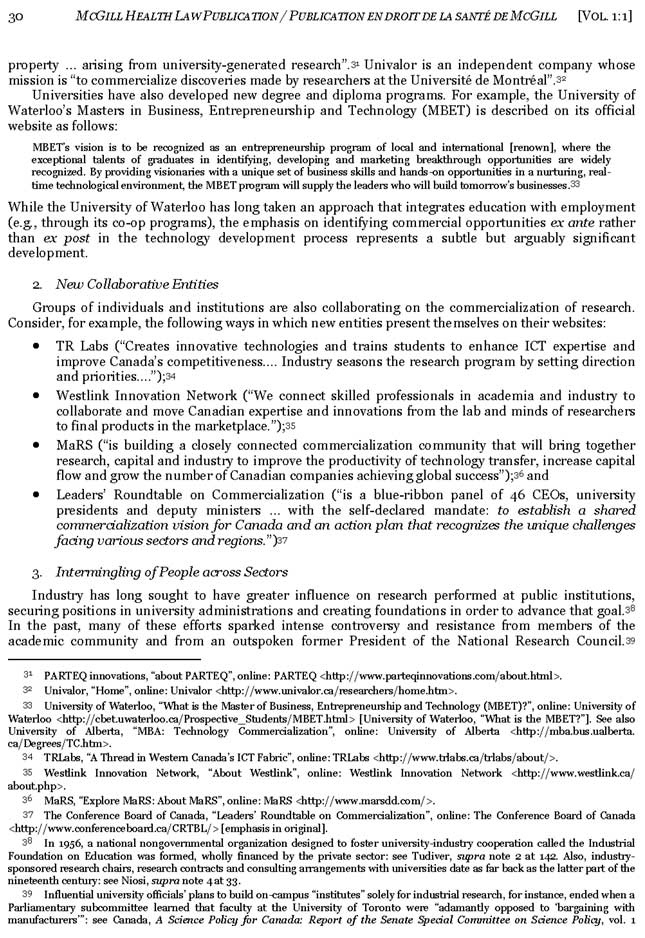 30 MCGILL HEALTH LAW PUBLICATION / PUBLICATION EN DROIT DE LA SANTÉ DE MCGILL [VOL. 1:1]
property ... arising from university-generated research”.31 Univalor is an independent company whose
mission is “to commercialize discoveries made by researchers at the Université de Montréal”.32
Universities have also developed new degree and diploma programs. For example, the University of
Waterloo’s Masters in Business, Entrepreneurship and Technology (MBET) is described on its official
website as follows:
MBET’s vision is to be recognized as an entrepreneurship program of local and international [renown], where the
exceptional talents of graduates in identifying, developing and marketing breakthrough opportunities are widely
recognized. By providing visionaries with a unique set of business skills and hands-on opportunities in a nurturing, real-
time technological environment, the MBET program will supply the leaders who will build tomorrow’s businesses.33
While the University of Waterloo has long taken an approach that integrates education with employment
(e.g., through its co-op programs), the emphasis on identifying commercial opportunities ex ante rather
than ex post in the technology development process represents a subtle but arguably significant
development.
2. New Collaborative Entities
Groups of individuals and institutions are also collaborating on the commercialization of research.
Consider, for example, the following ways in which new entities present themselves on their websites:
• TR Labs (“Creates innovative technologies and trains students to enhance ICT expertise and
improve Canada’s competitiveness.... Industry seasons the research program by setting direction
and priorities....”);34
• Westlink Innovation Network (“We connect skilled professionals in academia and industry to
collaborate and move Canadian expertise and innovations from the lab and minds of researchers
to final products in the marketplace.”);35
• MaRS (“is building a closely connected commercialization community that will bring together
research, capital and industry to improve the productivity of technology transfer, increase capital
flow and grow the number of Canadian companies achieving global success”);36 and
• Leaders’ Roundtable on Commercialization (“is a blue-ribbon panel of 46 CEOs, university
presidents and deputy ministers ... with the self-declared mandate: to establish a shared
commercialization vision for Canada and an action plan that recognizes the unique challenges
facing various sectors and regions.”)37
3. Intermingling of People across Sectors
Industry has long sought to have greater influence on research performed at public institutions,
securing positions in university administrations and creating foundations in order to advance that goal.38
In the past, many of these efforts sparked intense controversy and resistance from members of the
academic community and from an outspoken former President of the National Research Council.39
31 PARTEQ innovations, “about PARTEQ”, online: PARTEQ <http://www.parteqinnovations.com/about.html>.
32 Univalor, “Home”, online: Univalor <http://www.univalor.ca/researchers/home.htm>.
33 University of Waterloo, “What is the Master of Business, Entrepreneurship and Technology (MBET)?”, online: University of
Waterloo <http://cbet.uwaterloo.ca/Prospective_Students/MBET.html> [University of Waterloo, “What is the MBET?”]. See also
University of Alberta, “MBA: Technology Commercialization”, online: University of Alberta <http://mba.bus.ualberta.
ca/Degrees/TC.htm>.
34 TRLabs, “A Thread in Western Canada’s ICT Fabric”, online: TRLabs <http://www.trlabs.ca/trlabs/about/>.
35 Westlink Innovation Network, “About Westlink”, online: Westlink Innovation Network <http://www.westlink.ca/
about.php>.
36 MaRS, “Explore MaRS: About MaRS”, online: MaRS <http://www.marsdd.com/>.
37 The Conference Board of Canada, “Leaders’ Roundtable on Commercialization”, online: The Conference Board of Canada
<http://www.conferenceboard.ca/CRTBL/> [emphasis in original].
38 In 1956, a national nongovernmental organization designed to foster university-industry cooperation called the Industrial
Foundation on Education was formed, wholly financed by the private sector: see Tudiver, supra note 2 at 142. Also, industry-
sponsored research chairs, research contracts and consulting arrangements with universities date as far back as the latter part of the
nineteenth century: see Niosi, supra note 4 at 33.
39 Influential university officials’ plans to build on-campus “institutes” solely for industrial research, for instance, ended when a
Parliamentary subcommittee learned that faculty at the University of Toronto were “adamantly opposed to ‘bargaining with
manufacturers’”: see Canada, A Science Policy for Canada: Report of the Senate Special Committee on Science Policy, vol. 1